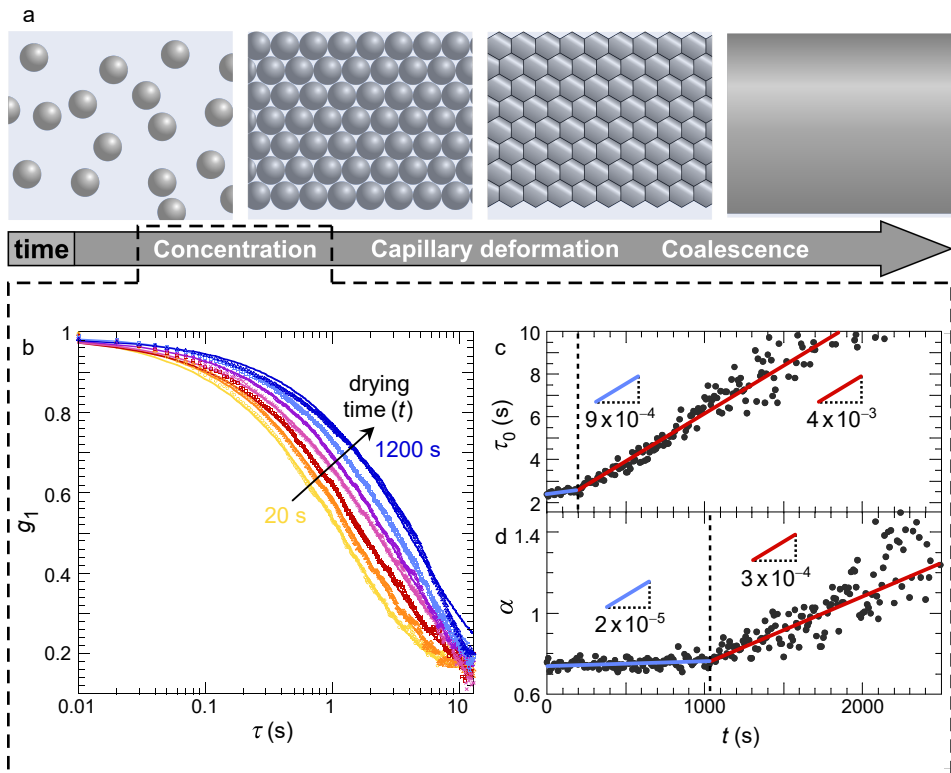 a
time Concentration Capillary deformation Coalescence
b
1
0.8
0.6
0.4
0.2
g₁
drying
time (t)
1200 s
20 s
0.01 0.1 1 10
τ (s)
c
10
8
6
4
2
τ₀ (s)
9 x 10⁻⁴
4 x 10⁻³
d
1.4
1
0.6
α
2 x 10⁻⁵
3 x 10⁻⁴
0 1000 2000
t (s)